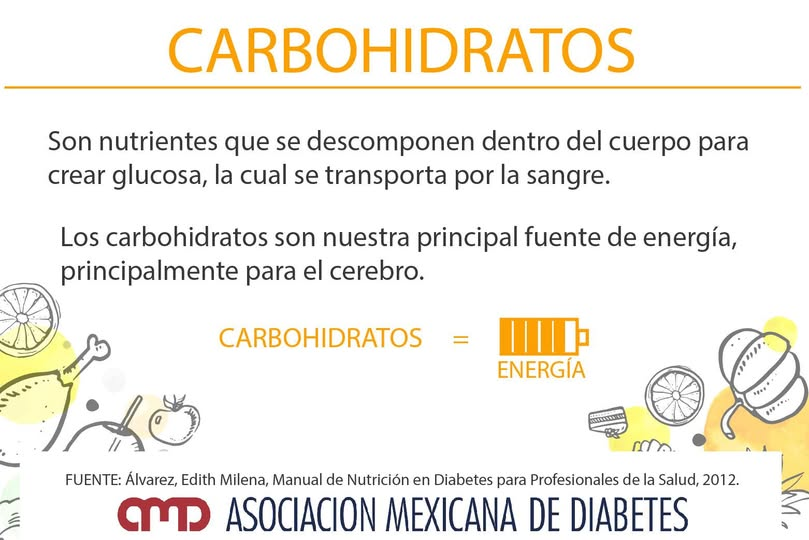 CARBOHIDRATOS
Son nutrientes que se descomponen dentro del cuerpo para
crear glucosa, la cual se transporta por la sangre.
Los carbohidratos son nuestra principal fuente de energía,
principalmente para el cerebro.
CARBOHIDRATOS =
ENERGÍA
FUENTE: Álvarez, Edith Milena, Manual de Nutrición en Diabetes para Profesionales de la Salud, 2012.
amd ASOCIACION MEXICANA DE DIABETES